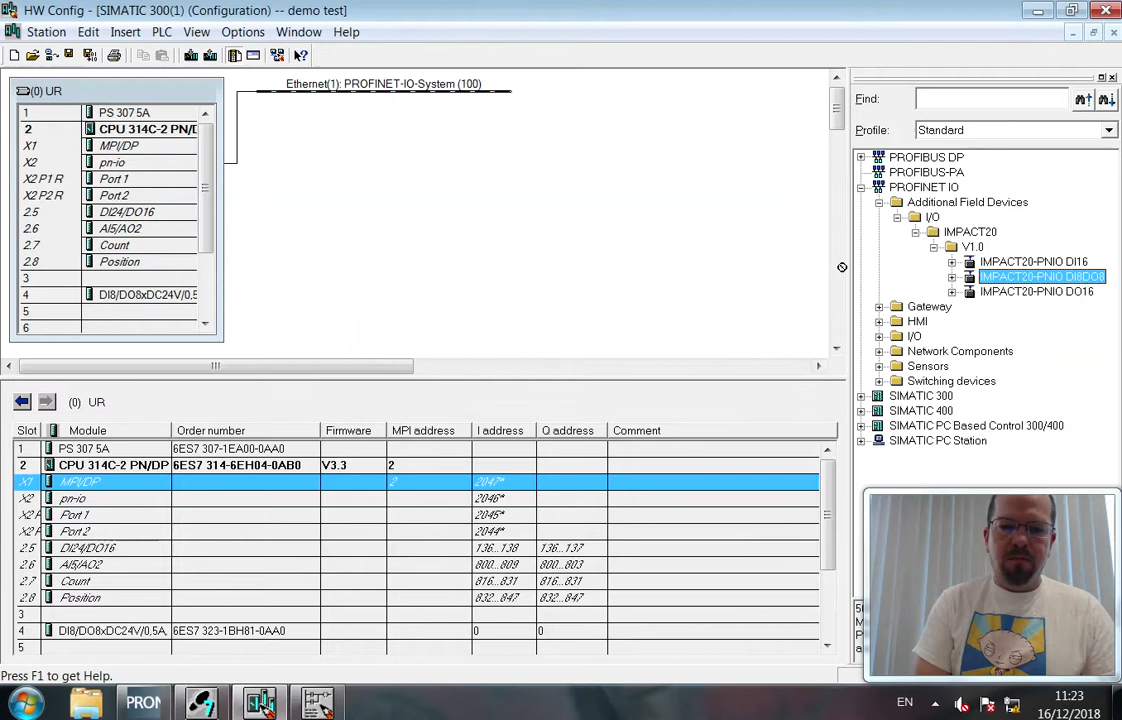 HW Config - [SIMATIC 300(1) (Configuration) -- demo test]
Station Edit Insert PLC View Options Window Help
(0) UR
1 PS 307 5A
2 CPU 314C-2 PN/D
X1 MPI/DP
X2 pn-io
X2 P1 R Port 1
X2 P2 R Port 2
2.5 DI24/DO16
2.6 AI5/AO2
2.7 Count
2.8 Position
3
4 DI8/DO8xDC24V/0,5
5
6
Ethernet(1): PROFINET-IO-System (100)
Find:
Profile: Standard
PROFIBUS DP
PROFIBUS-PA
PROFINET IO
Additional Field Devices
I/O
IMPACT20
V1.0
IMPACT20-PNIO DI16
IMPACT20-PNIO DI8DO8
IMPACT20-PNIO DO16
Gateway
HMI
I/O
Network Components
Sensors
Switching devices
SIMATIC 300
SIMATIC 400
SIMATIC PC Based Control 300/400
SIMATIC PC Station
(0) UR
Slot Module Order number Firmware MPI address I address Q address Comment
1 PS 307 5A 6ES7 307-1EA00-0AA0
2 CPU 314C-2 PN/DP 6ES7 314-6EH04-0AB0 V3.3 2
X1 MPI/DP 2 2047*
X2 pn-io 2046*
X2 P Port 1 2045*
X2 P Port 2 2044*
2.5 DI24/DO16 136...138 136...137
2.6 AI5/AO2 800...809 800...803
2.7 Count 816...831 816...831
2.8 Position 832...847 832...847
3
4 DI8/DO8xDC24V/0,5A, 6ES7 323-1BH81-0AA0 0 0
5
Press F1 to get Help.
PRON
EN
11:23
16/12/2018